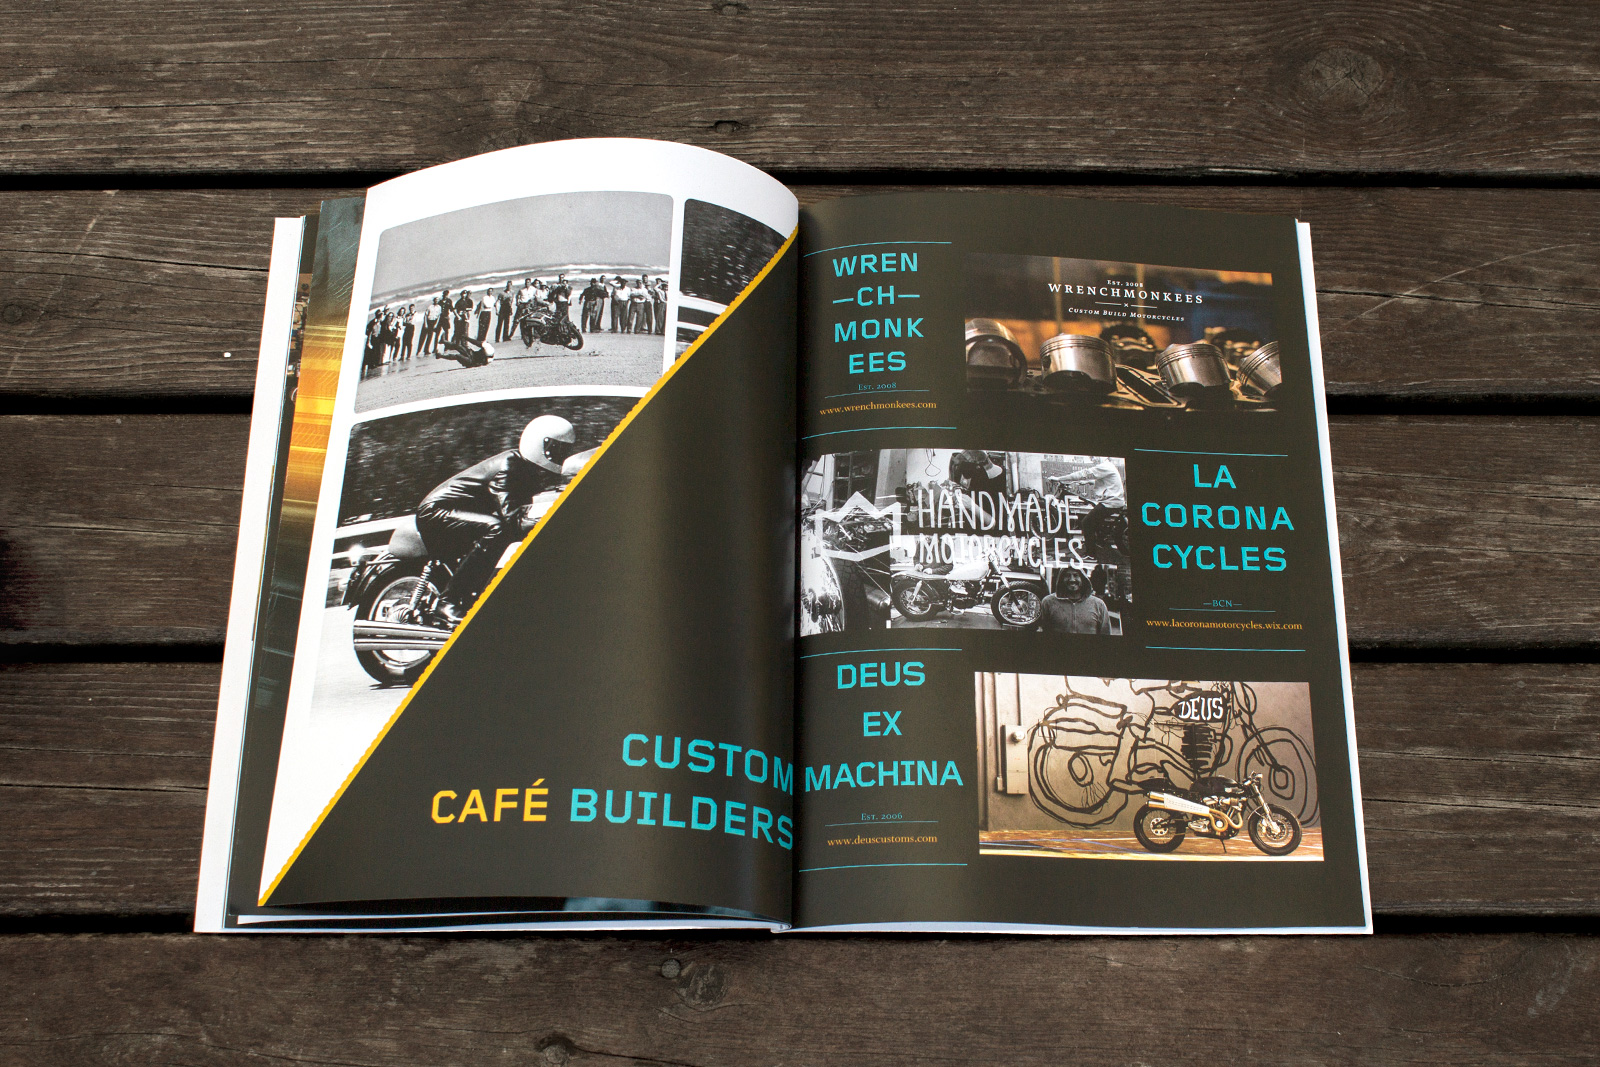 CUSTOM
CAFÉ BUILDERS
WREN
—CH—
MONK
EES
EST. 2008
www.wrenchmonkees.com
EST. 2008
WRENCHMONKEES
×
CUSTOM BUILD MOTORCYCLES
HANDMADE
MOTORCYCLES
LA
CORONA
CYCLES
—BCN—
www.lacoronamotorcycles.wix.com
DEUS
EX
MACHINA
EST. 2006
www.deuscustoms.com
DEUS